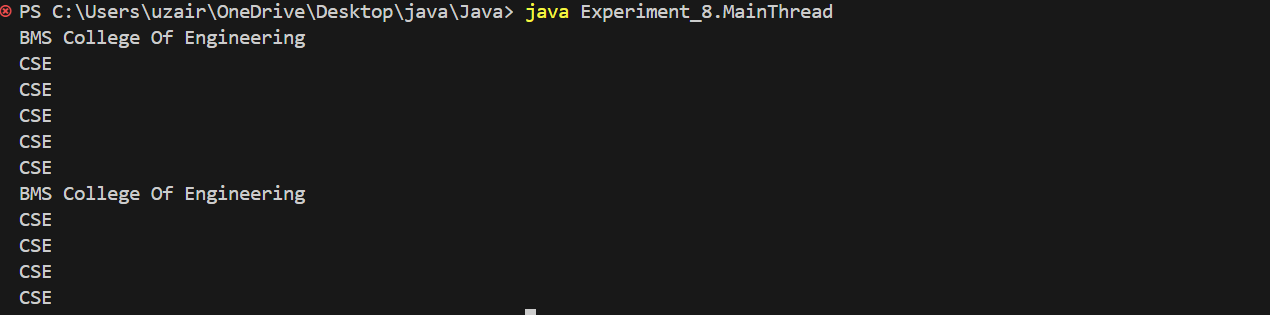 PS C:\Users\uzair\OneDrive\Desktop\java\Java> java Experiment_8.MainThread
BMS College Of Engineering
CSE
CSE
CSE
CSE
CSE
BMS College Of Engineering
CSE
CSE
CSE
CSE